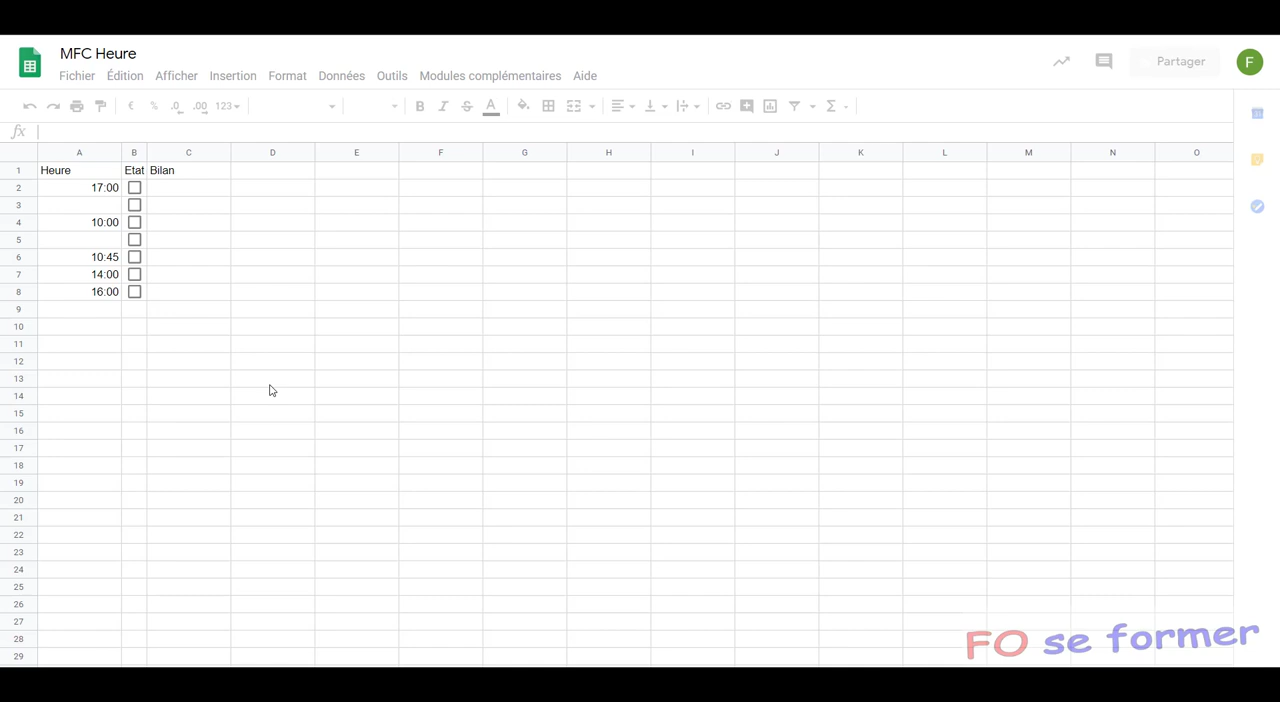 MFC Heure
Fichier Édition Afficher Insertion Format Données Outils Modules complémentaires Aide
Partager
F
€ % .0 .00 123
B I S A
fx
A B C D E F G H I J K L M N O
1 Heure Etat Bilan
2 17:00
3
4 10:00
5
6 10:45
7 14:00
8 16:00
9
10
11
12
13
14
15
16
17
18
19
20
21
22
23
24
25
26
27
28
29
FO se former